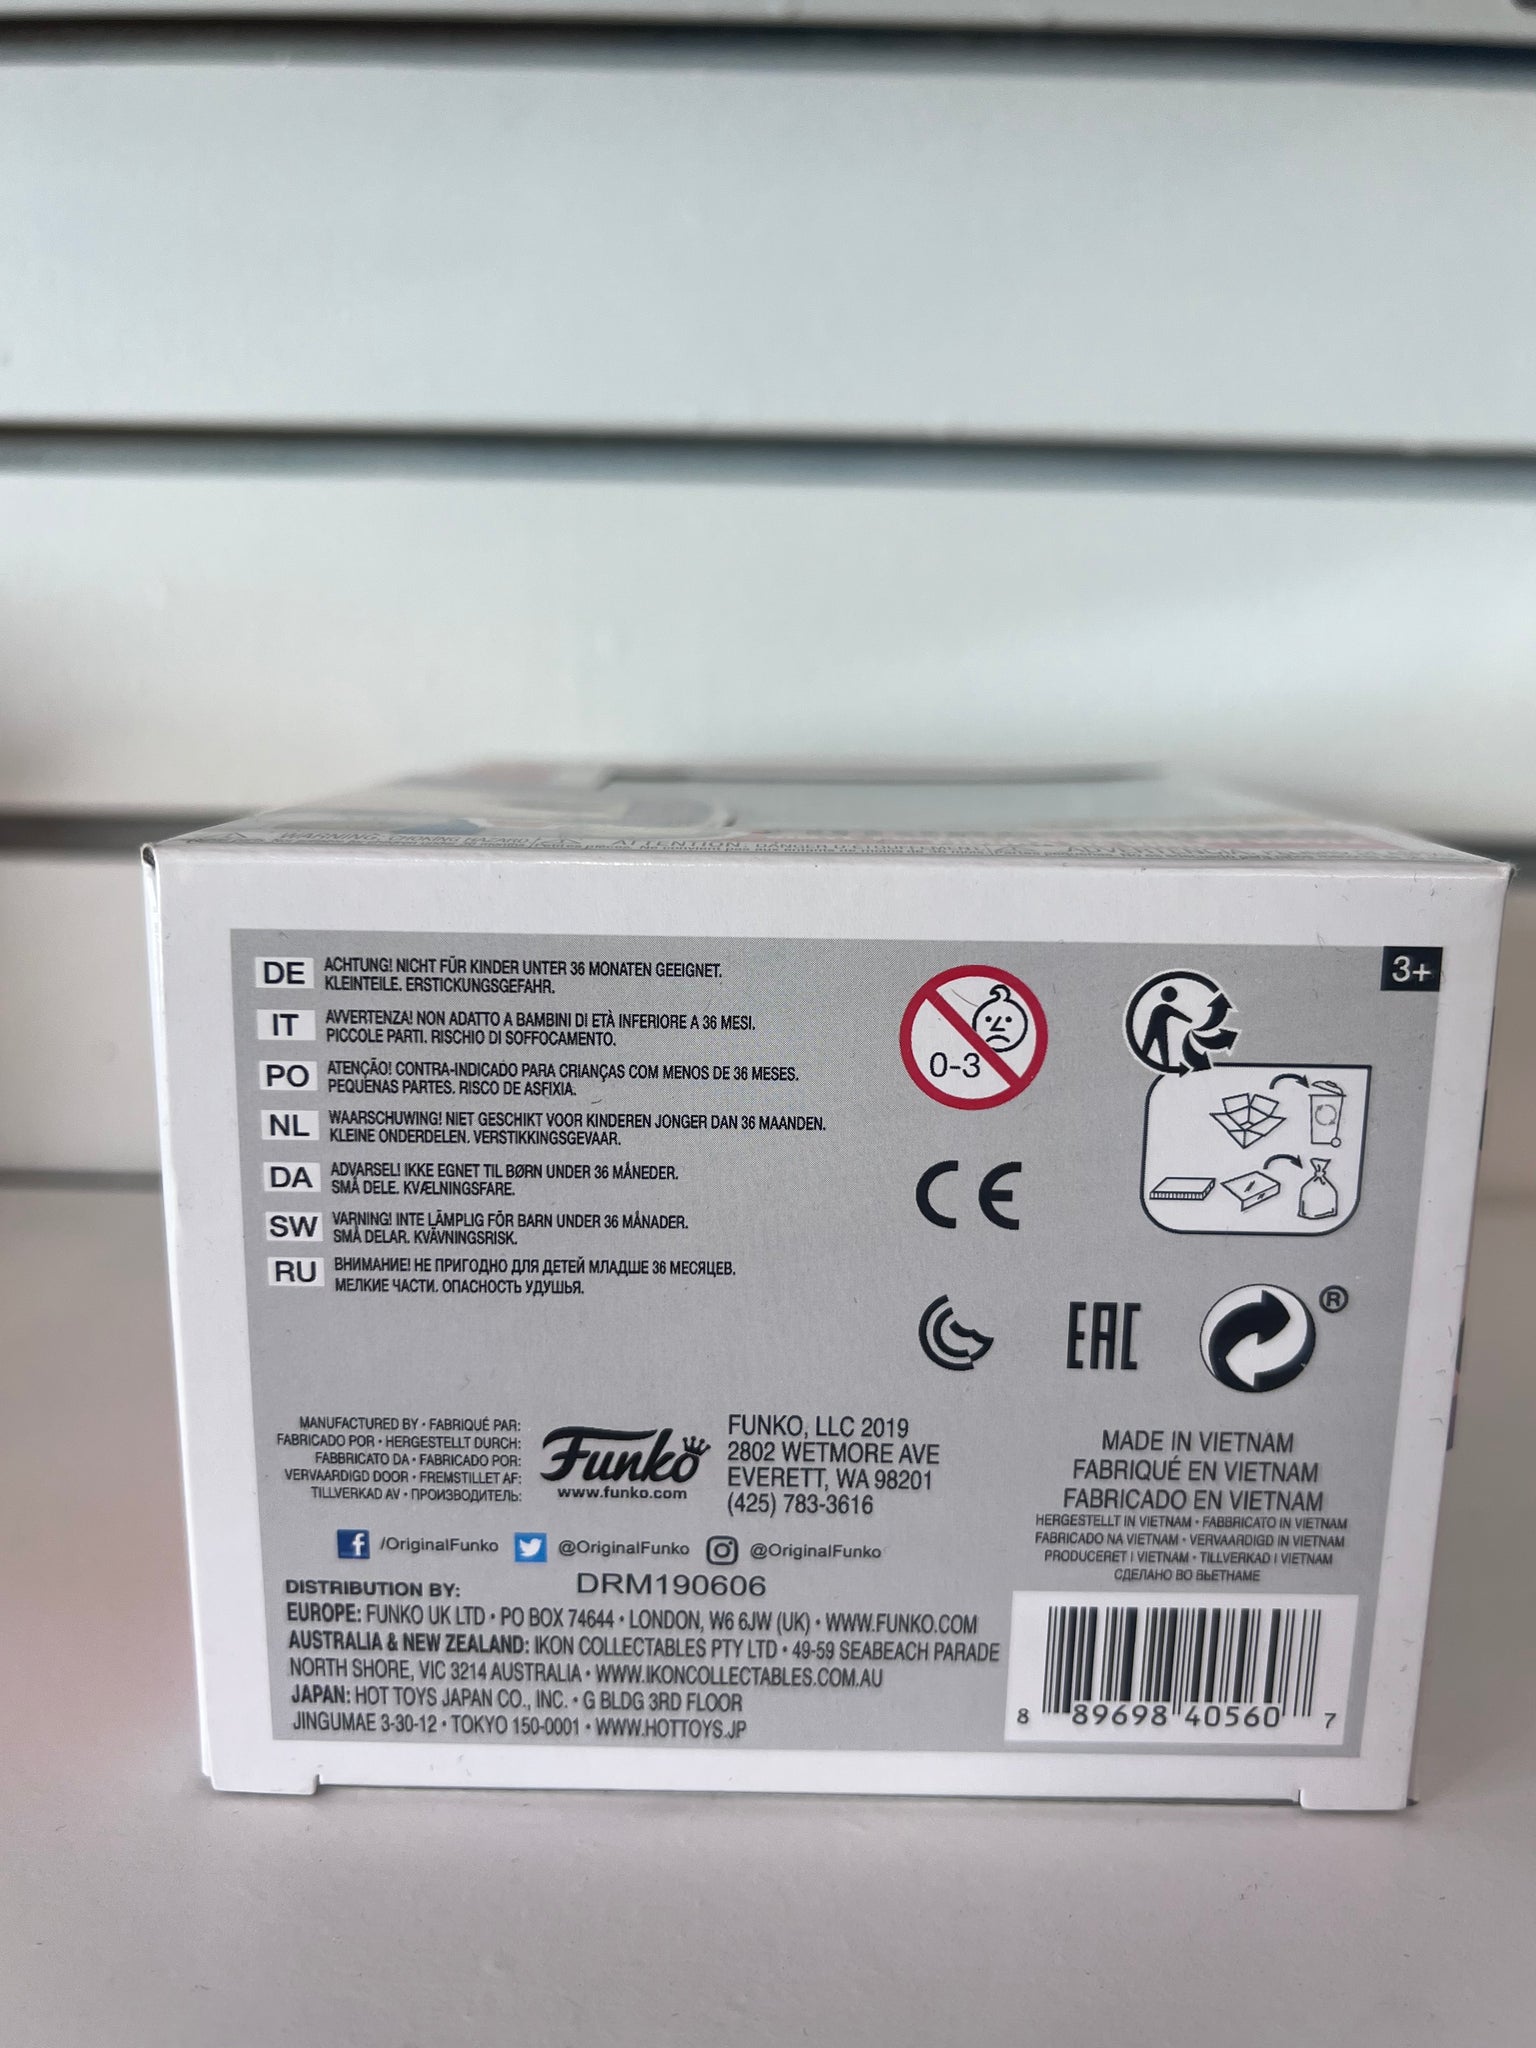 WARNING: CHOKING HAZARD
ATTENTION: DANGER D'ÉTOUFFEMENT
3+
DE ACHTUNG! NICHT FÜR KINDER UNTER 36 MONATEN GEEIGNET.
KLEINTEILE. ERSTICKUNGSGEFAHR.
IT AVVERTENZA! NON ADATTO A BAMBINI DI ETÀ INFERIORE A 36 MESI.
PICCOLE PARTI. RISCHIO DI SOFFOCAMENTO.
PO ATENÇÃO! CONTRA-INDICADO PARA CRIANÇAS COM MENOS DE 36 MESES.
PEQUENAS PARTES. RISCO DE ASFIXIA.
NL WAARSCHUWING! NIET GESCHIKT VOOR KINDEREN JONGER DAN 36 MAANDEN.
KLEINE ONDERDELEN. VERSTIKKINGSGEVAAR.
DA ADVARSEL! IKKE EGNET TIL BØRN UNDER 36 MÅNEDER.
SMÅ DELE. KVÆLNINGSFARE.
SW VARNING! INTE LÄMPLIG FÖR BARN UNDER 36 MÅNADER.
SMÅ DELAR. KVÄVNINGSRISK.
RU ВНИМАНИЕ! НЕ ПРИГОДНО ДЛЯ ДЕТЕЙ МЛАДШЕ 36 МЕСЯЦЕВ.
МЕЛКИЕ ЧАСТИ. ОПАСНОСТЬ УДУШЬЯ.
0-3
CE
EAC
®
MANUFACTURED BY • FABRIQUÉ PAR:
FABRICADO POR • HERGESTELLT DURCH:
FABBRICATO DA • FABRICADO POR:
VERVAARDIGD DOOR • FREMSTILLET AF:
TILLVERKAD AV • ПРОИЗВОДИТЕЛЬ:
Funko
www.funko.com
FUNKO, LLC 2019
2802 WETMORE AVE
EVERETT, WA 98201
(425) 783-3616
MADE IN VIETNAM
FABRIQUÉ EN VIETNAM
FABRICADO EN VIETNAM
HERGESTELLT IN VIETNAM • FABBRICATO IN VIETNAM
FABRICADO NA VIETNAM • VERVAARDIGD IN VIETNAM
PRODUCERET I VIETNAM • TILLVERKAD I VIETNAM
СДЕЛАНО ВО ВЬЕТНАМЕ
/OriginalFunko @OriginalFunko @OriginalFunko
DISTRIBUTION BY: DRM190606
EUROPE: FUNKO UK LTD • PO BOX 74644 • LONDON, W6 6JW (UK) • WWW.FUNKO.COM
AUSTRALIA & NEW ZEALAND: IKON COLLECTABLES PTY LTD • 49-59 SEABEACH PARADE
NORTH SHORE, VIC 3214 AUSTRALIA • WWW.IKONCOLLECTABLES.COM.AU
JAPAN: HOT TOYS JAPAN CO., INC. • G BLDG 3RD FLOOR
JINGUMAE 3-30-12 • TOKYO 150-0001 • WWW.HOTTOYS.JP
8 89698 40560 7